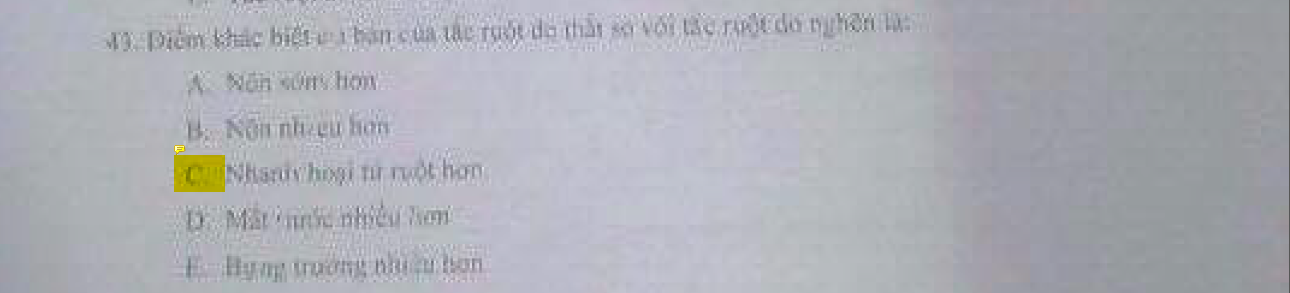 43. Điểm khác biệt cơ bản của tắc ruột do thắt so với tắc ruột do nghẽn là:
A. Nôn sớm hơn
B. Nôn nhiều hơn
C. Nhanh hoại tử ruột hơn
D. Mất nước nhiều hơn
E. Bụng trướng nhiều hơn